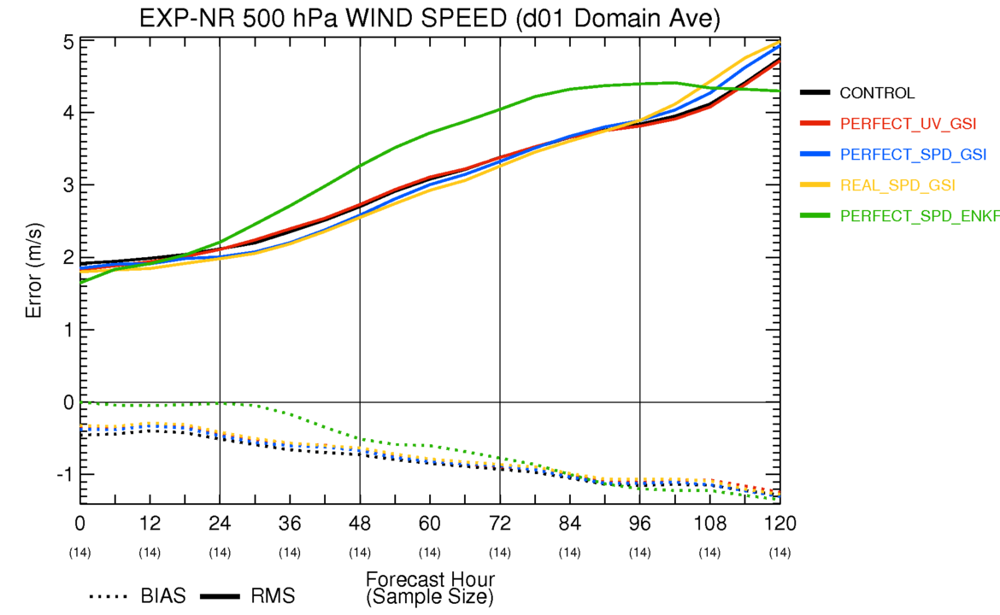 EXP-NR 500 hPa WIND SPEED (d01 Domain Ave)
5
4
3
2
1
0
-1
Error (m/s)
CONTROL
PERFECT_UV_GSI
PERFECT_SPD_GSI
REAL_SPD_GSI
PERFECT_SPD_ENKF
0 12 24 36 48 60 72 84 96 108 120
(14) (14) (14) (14) (14) (14) (14) (14) (14) (14) (14)
Forecast Hour
(Sample Size)
BIAS RMS